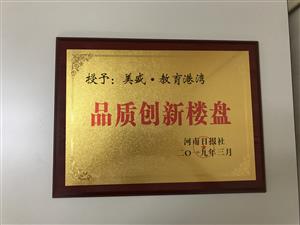 授予：美盛·教育港湾
品质创新楼盘
河南日报社
二〇一九年三月